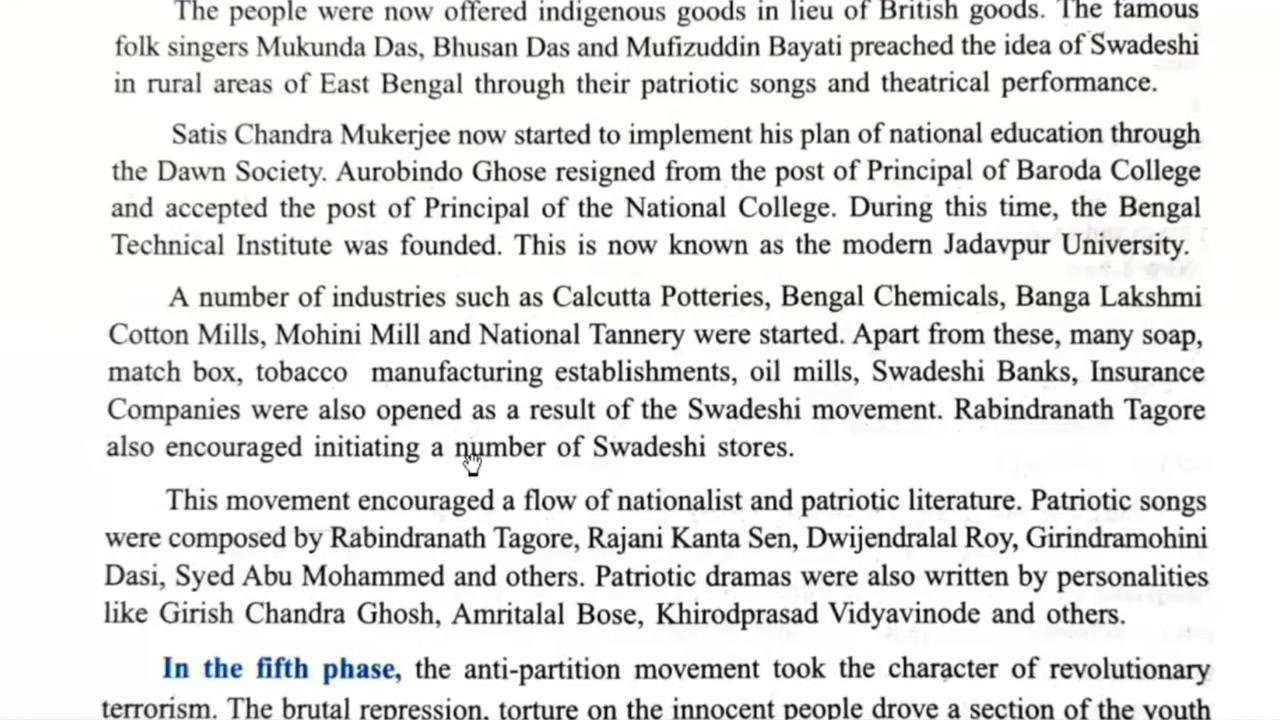 The people were now offered indigenous goods in lieu of British goods. The famous
folk singers Mukunda Das, Bhusan Das and Mufizuddin Bayati preached the idea of Swadeshi
in rural areas of East Bengal through their patriotic songs and theatrical performance.
Satis Chandra Mukerjee now started to implement his plan of national education through
the Dawn Society. Aurobindo Ghose resigned from the post of Principal of Baroda College
and accepted the post of Principal of the National College. During this time, the Bengal
Technical Institute was founded. This is now known as the modern Jadavpur University.
A number of industries such as Calcutta Potteries, Bengal Chemicals, Banga Lakshmi
Cotton Mills, Mohini Mill and National Tannery were started. Apart from these, many soap,
match box, tobacco manufacturing establishments, oil mills, Swadeshi Banks, Insurance
Companies were also opened as a result of the Swadeshi movement. Rabindranath Tagore
also encouraged initiating a number of Swadeshi stores.
This movement encouraged a flow of nationalist and patriotic literature. Patriotic songs
were composed by Rabindranath Tagore, Rajani Kanta Sen, Dwijendralal Roy, Girindramohini
Dasi, Syed Abu Mohammed and others. Patriotic dramas were also written by personalities
like Girish Chandra Ghosh, Amritalal Bose, Khirodprasad Vidyavinode and others.
In the fifth phase, the anti-partition movement took the character of revolutionary
terrorism. The brutal repression, torture on the innocent people drove a section of the youth